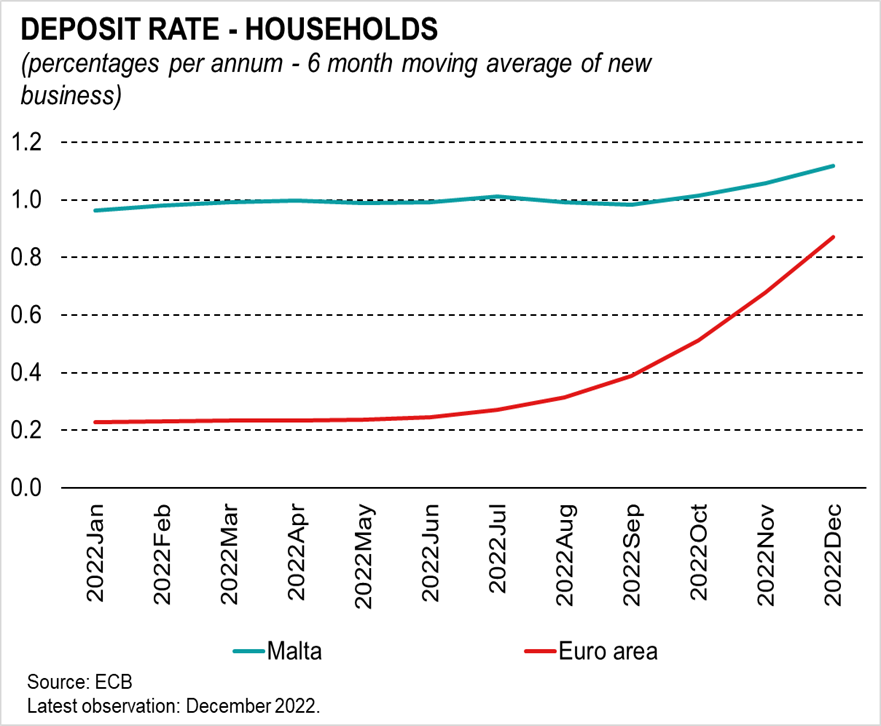 DEPOSIT RATE - HOUSEHOLDS
(percentages per annum - 6 month moving average of new
business)
1.2
1.0
0.8
0.6
0.4
0.2
0.0
2022Jan
2022Feb
2022Mar
2022Apr
2022May
2022Jun
2022Jul
2022Aug
2022Sep
2022Oct
2022Nov
2022Dec
Malta
Euro area
Source: ECB
Latest observation: December 2022.